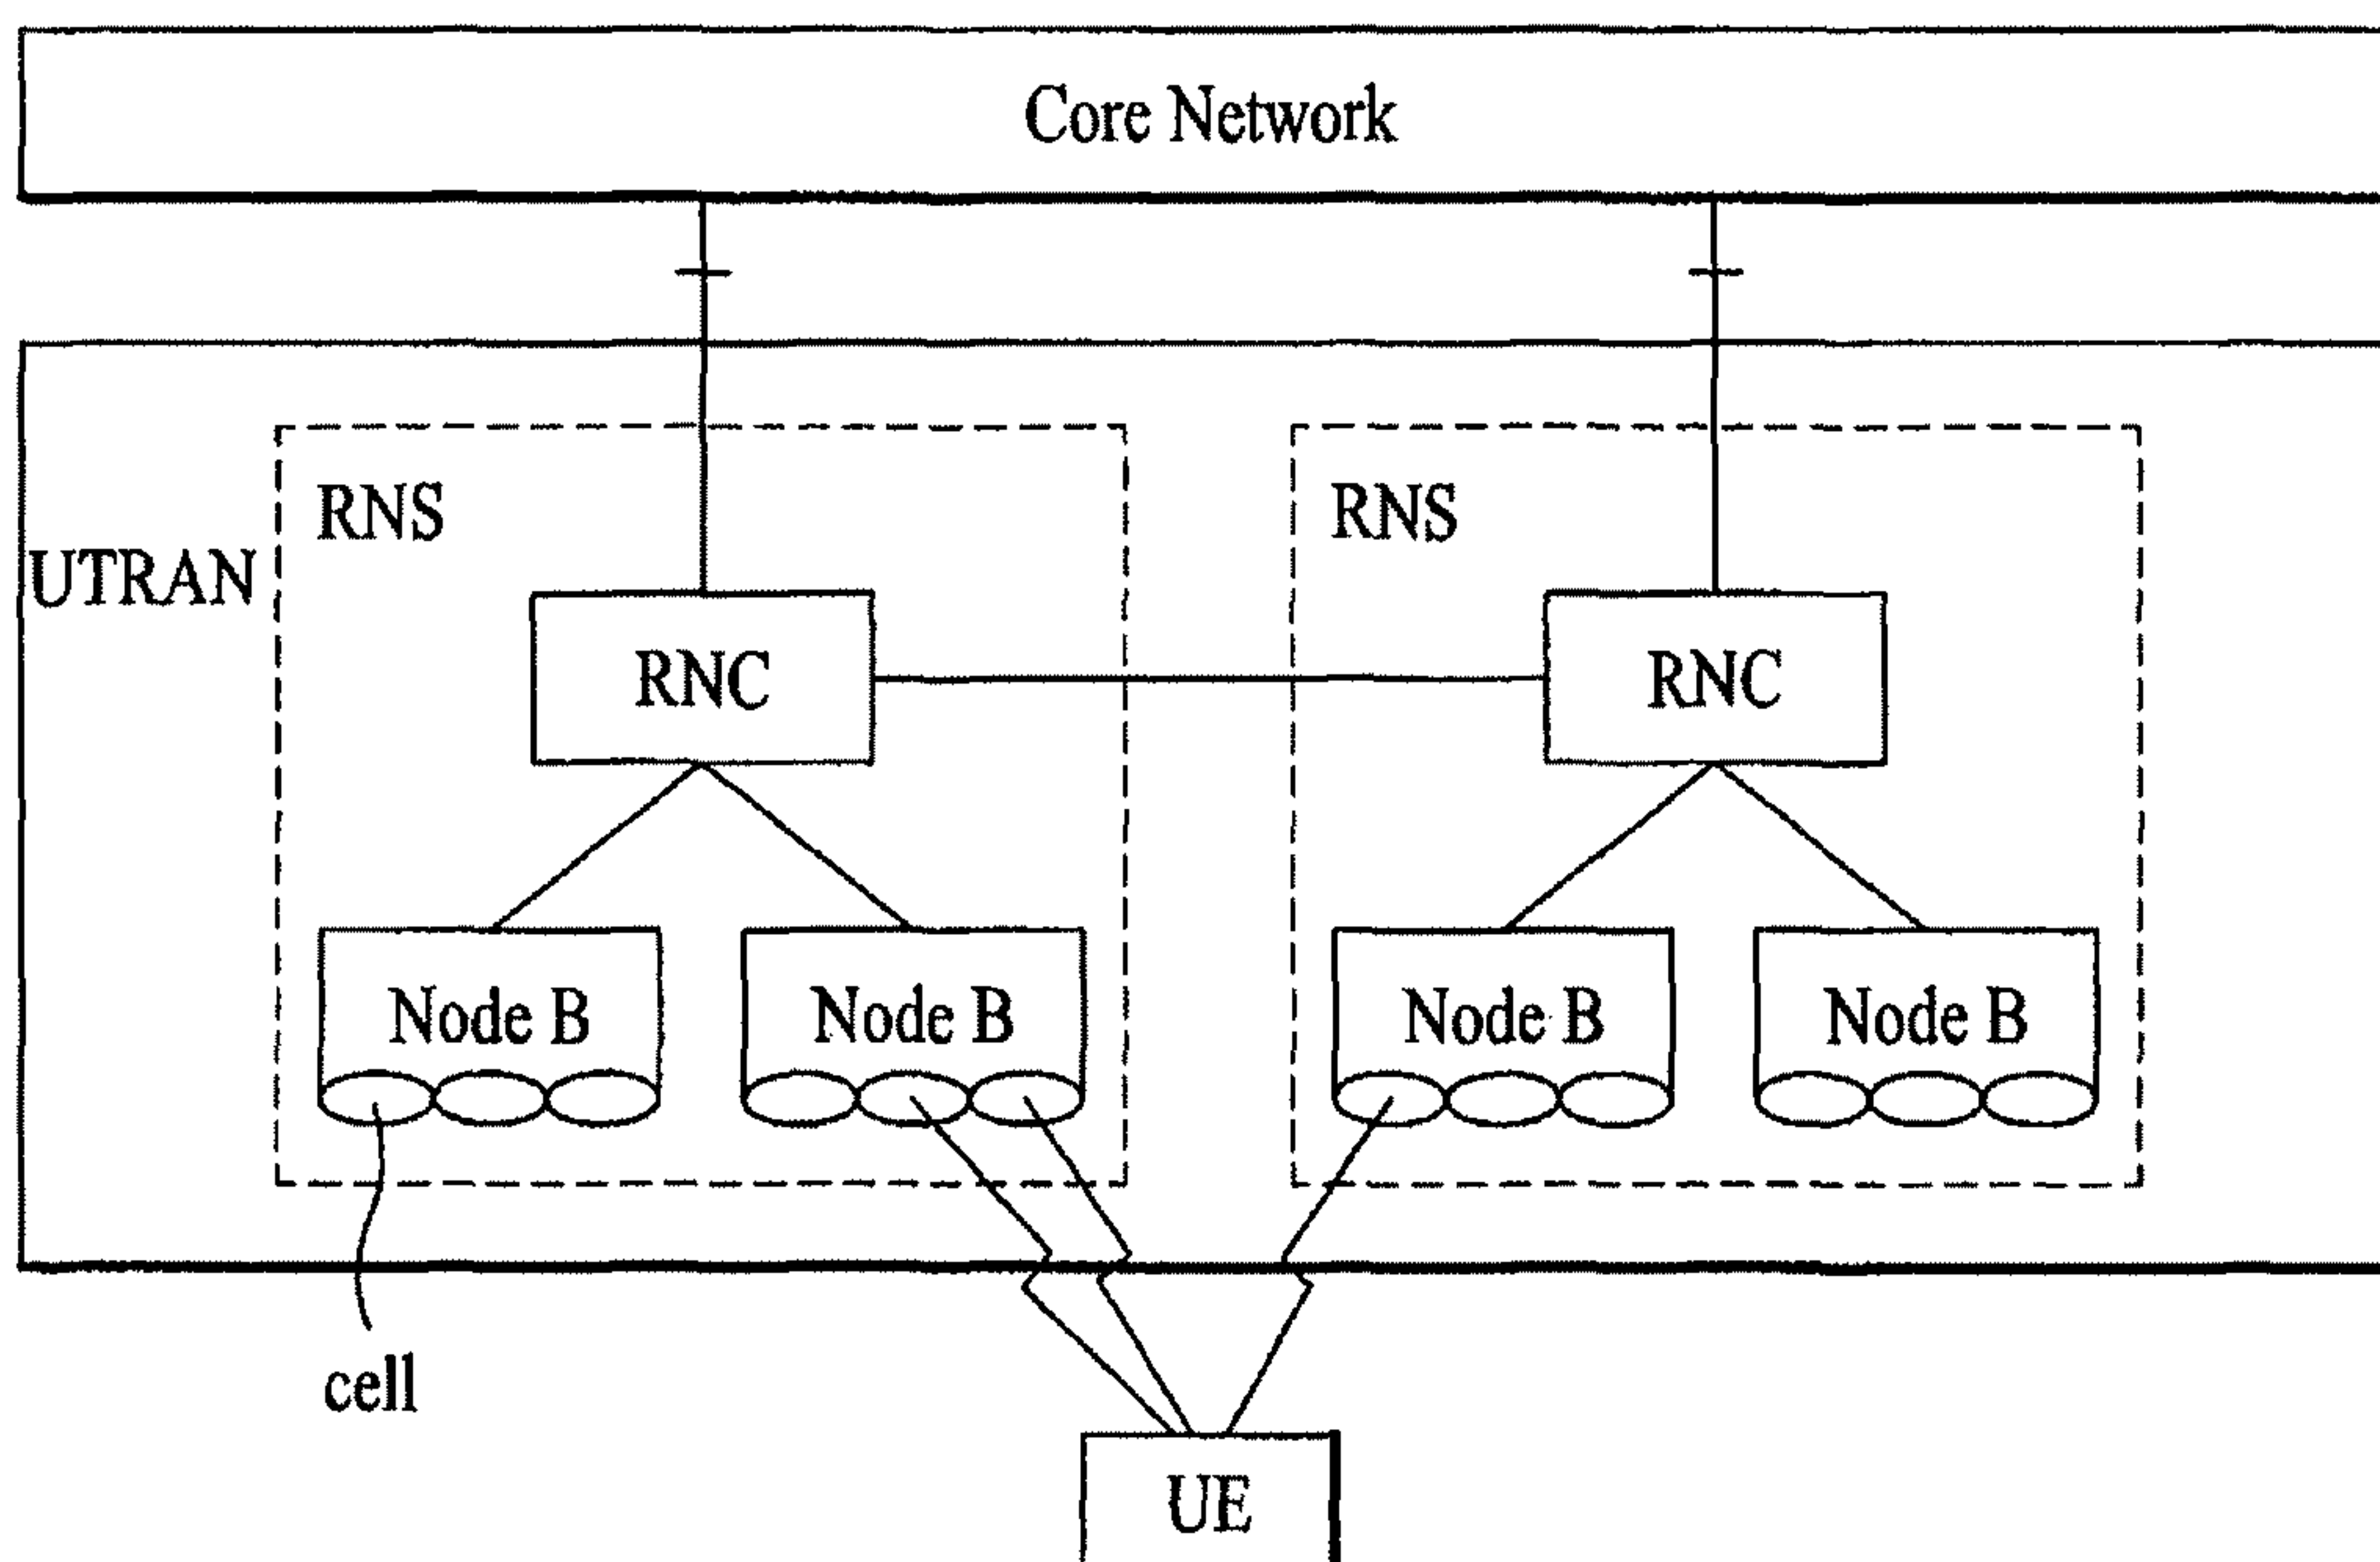 Core Network
RNS
RNS
UTRAN
RNC
RNC
Node B
Node B
Node B
Node B
cell
UE